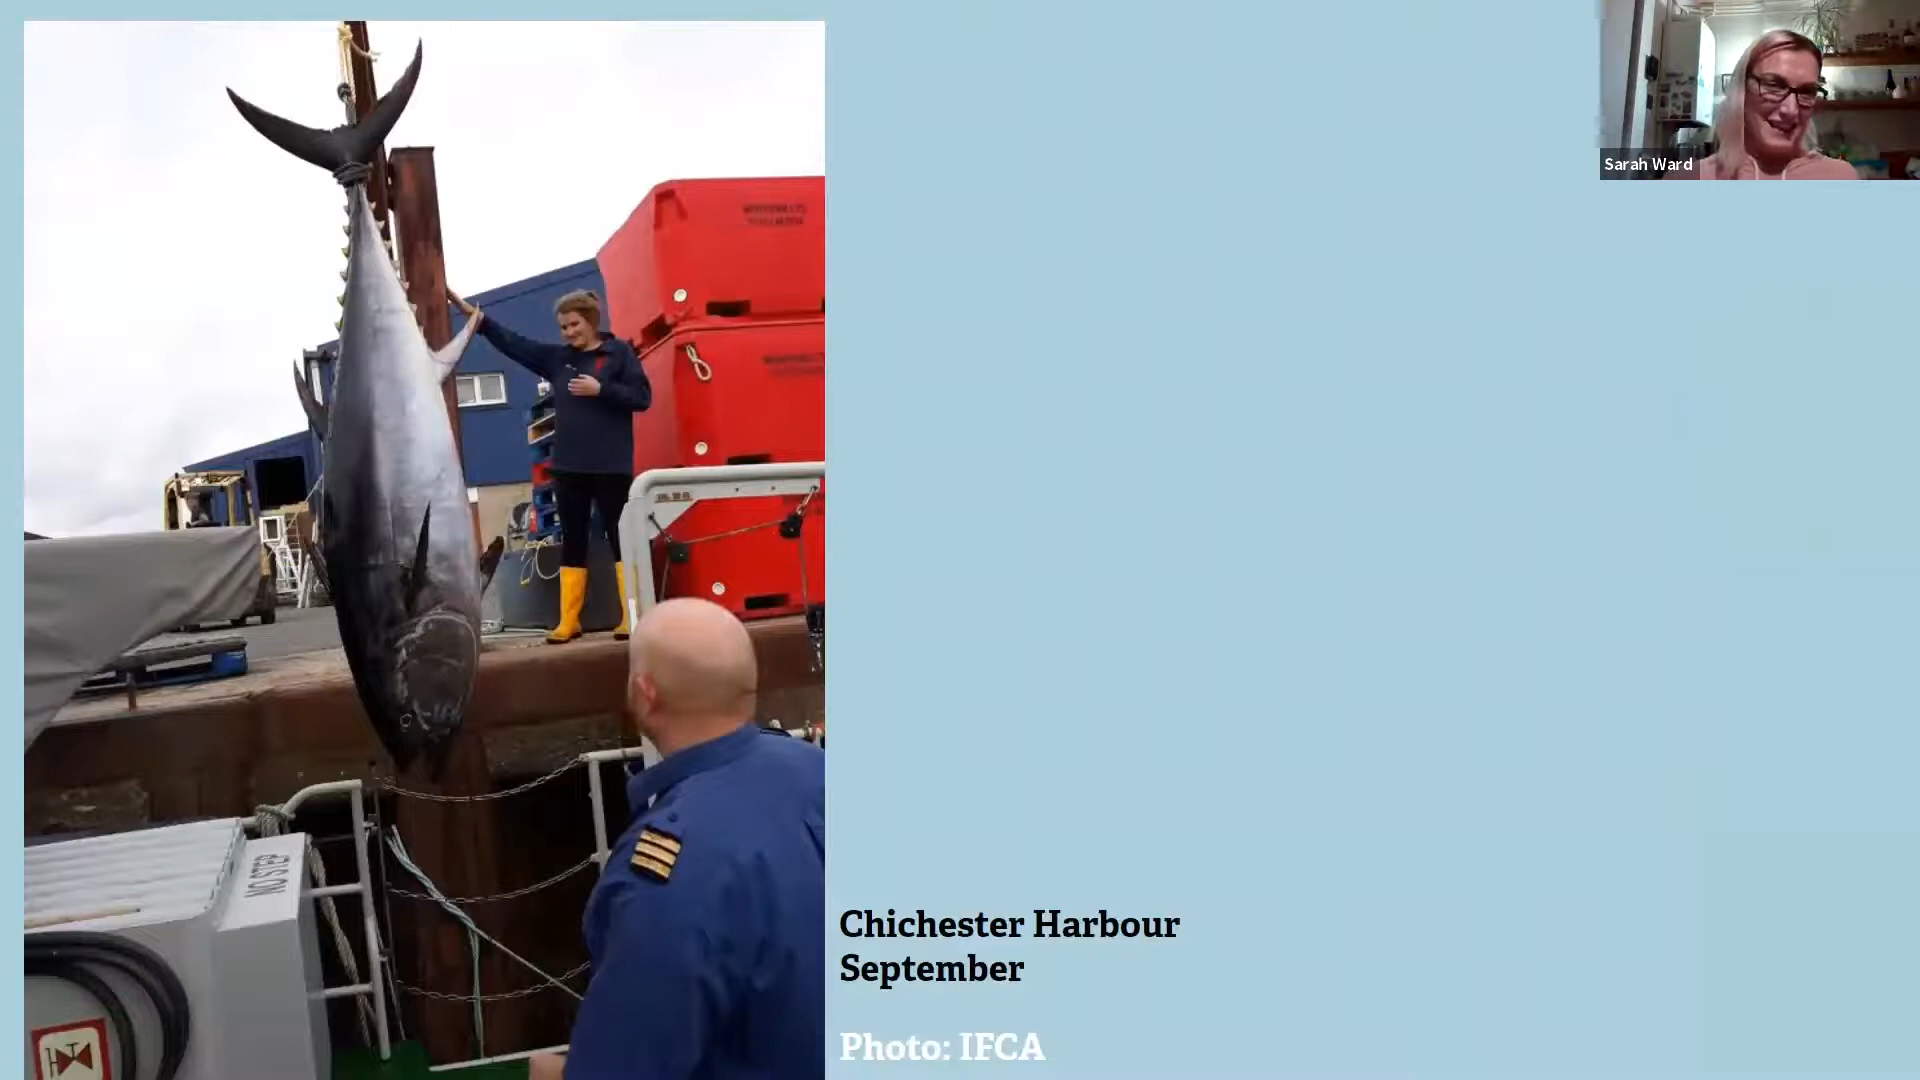 Sarah Ward
NO STEP
Chichester Harbour
September
Photo: IFCA